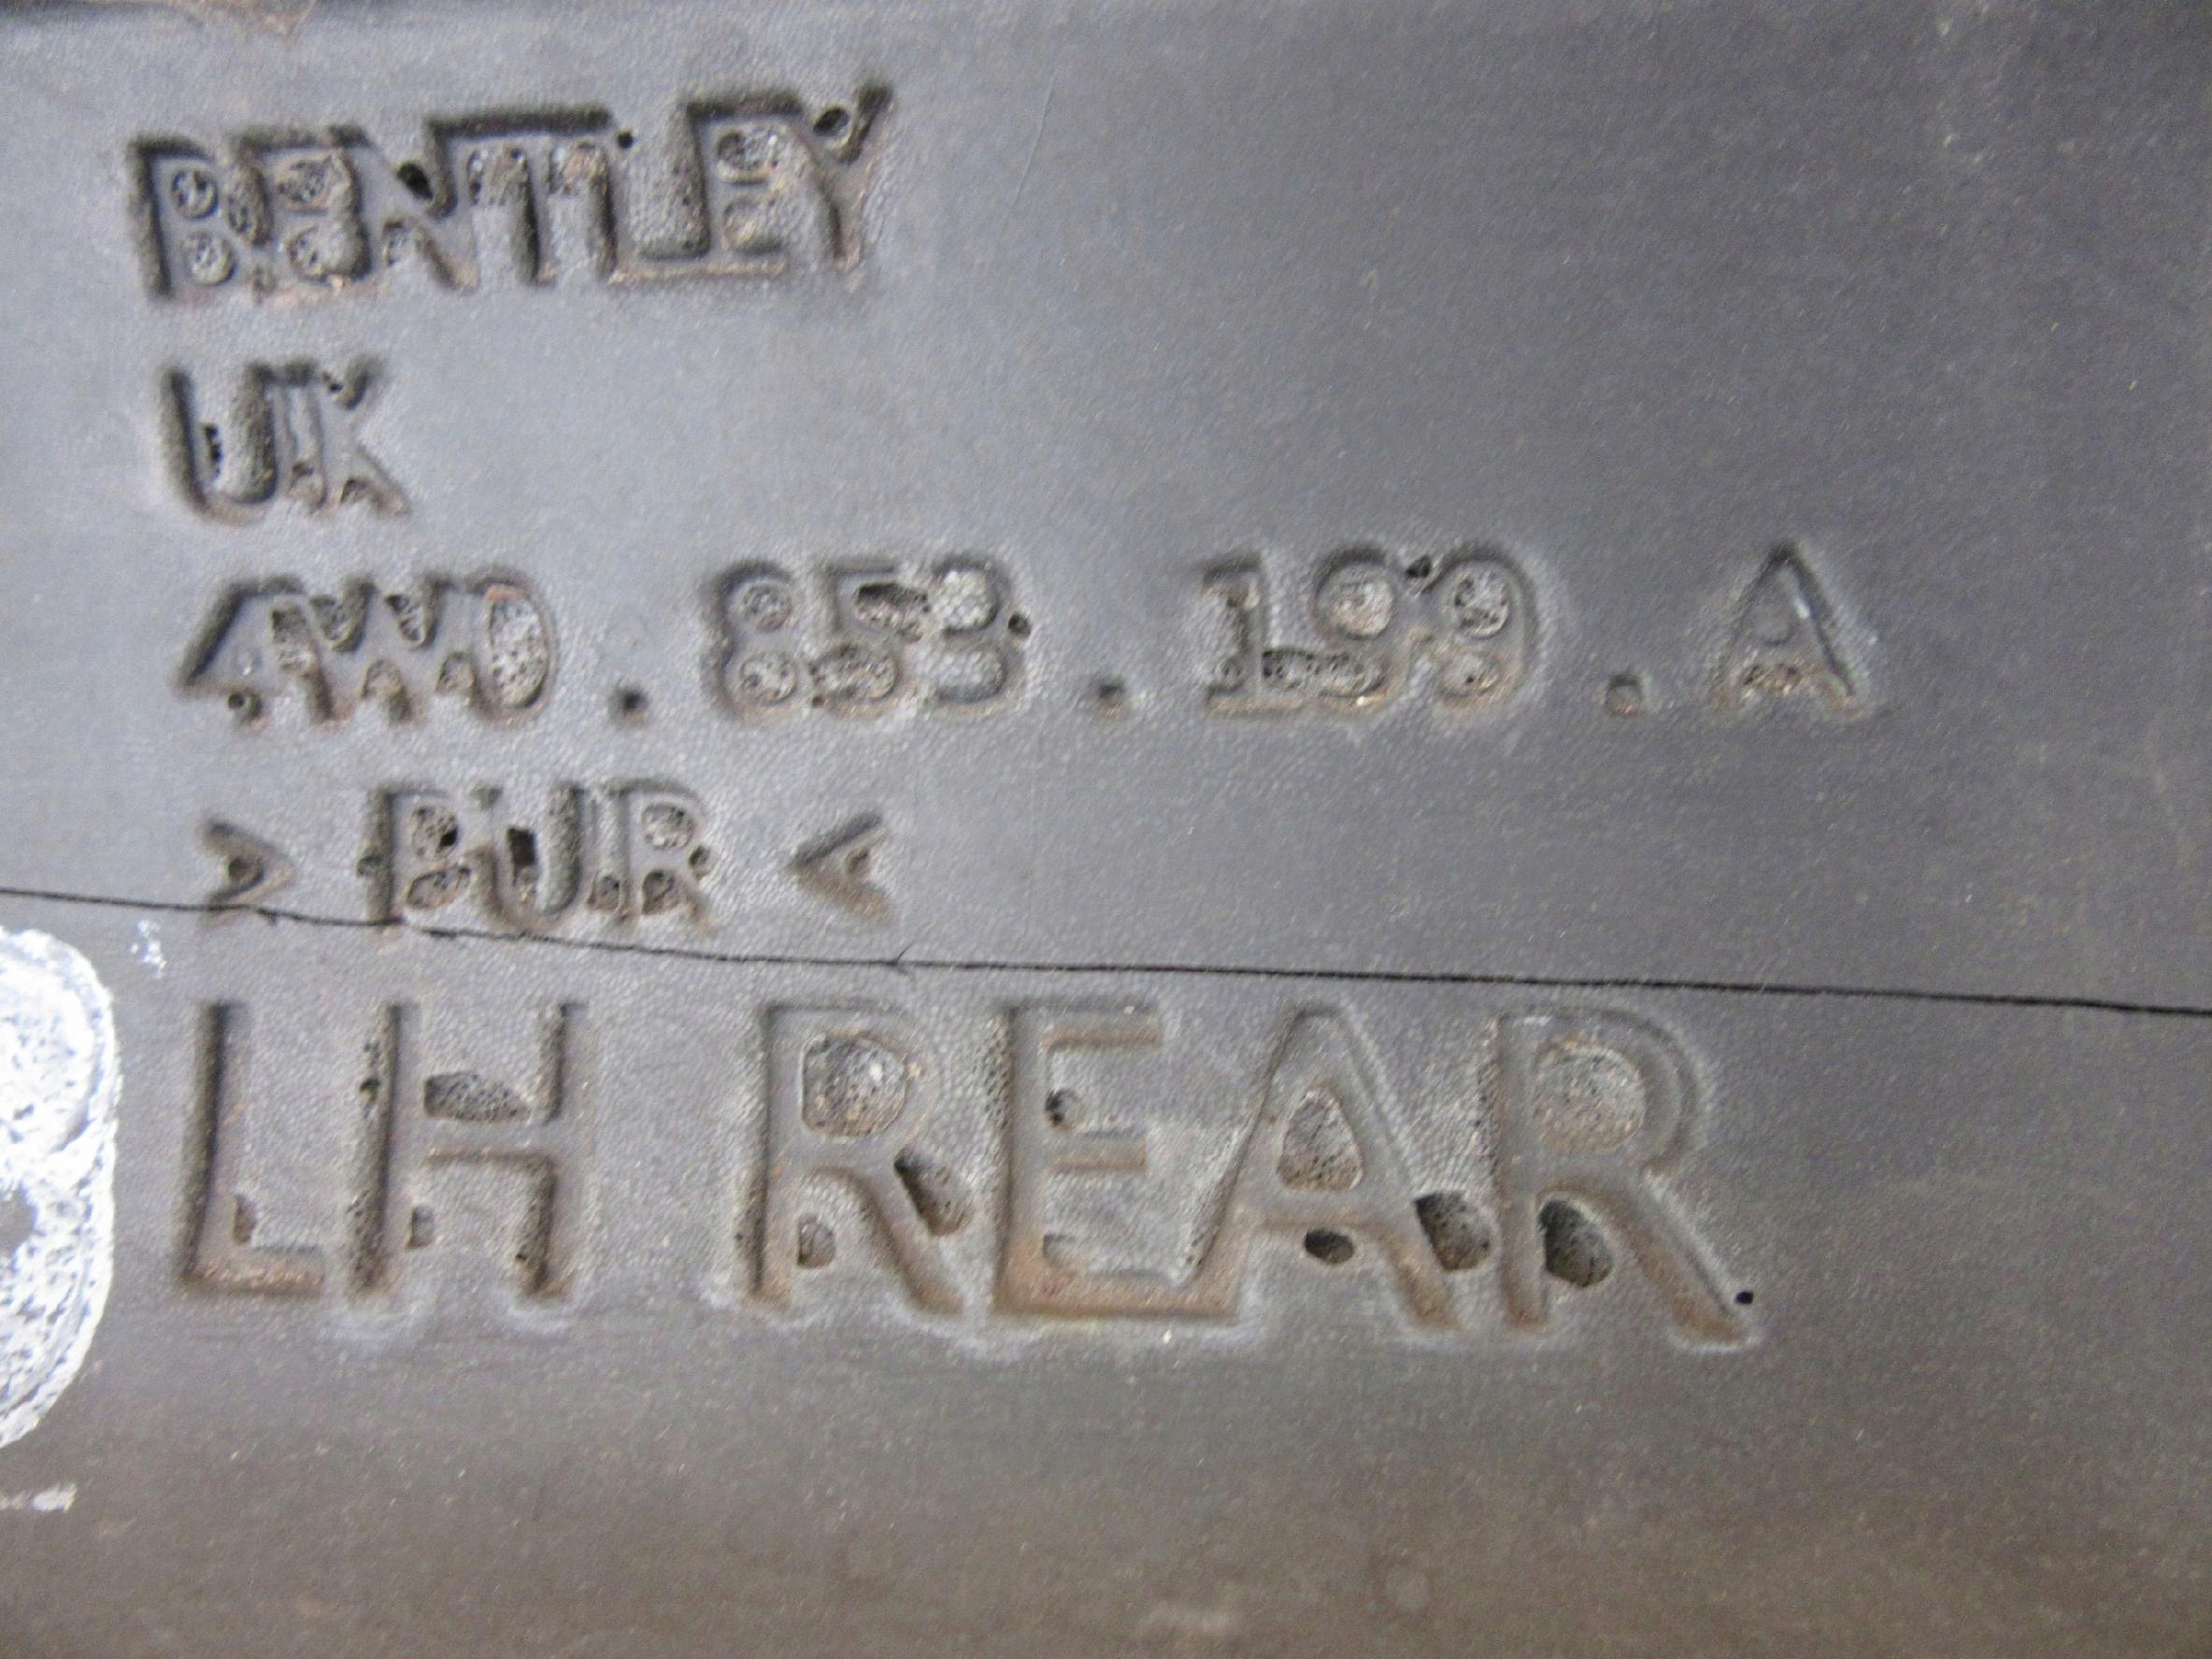 BENTLEY
UK
4W0.853.199.A
>PUR<
LH REAR